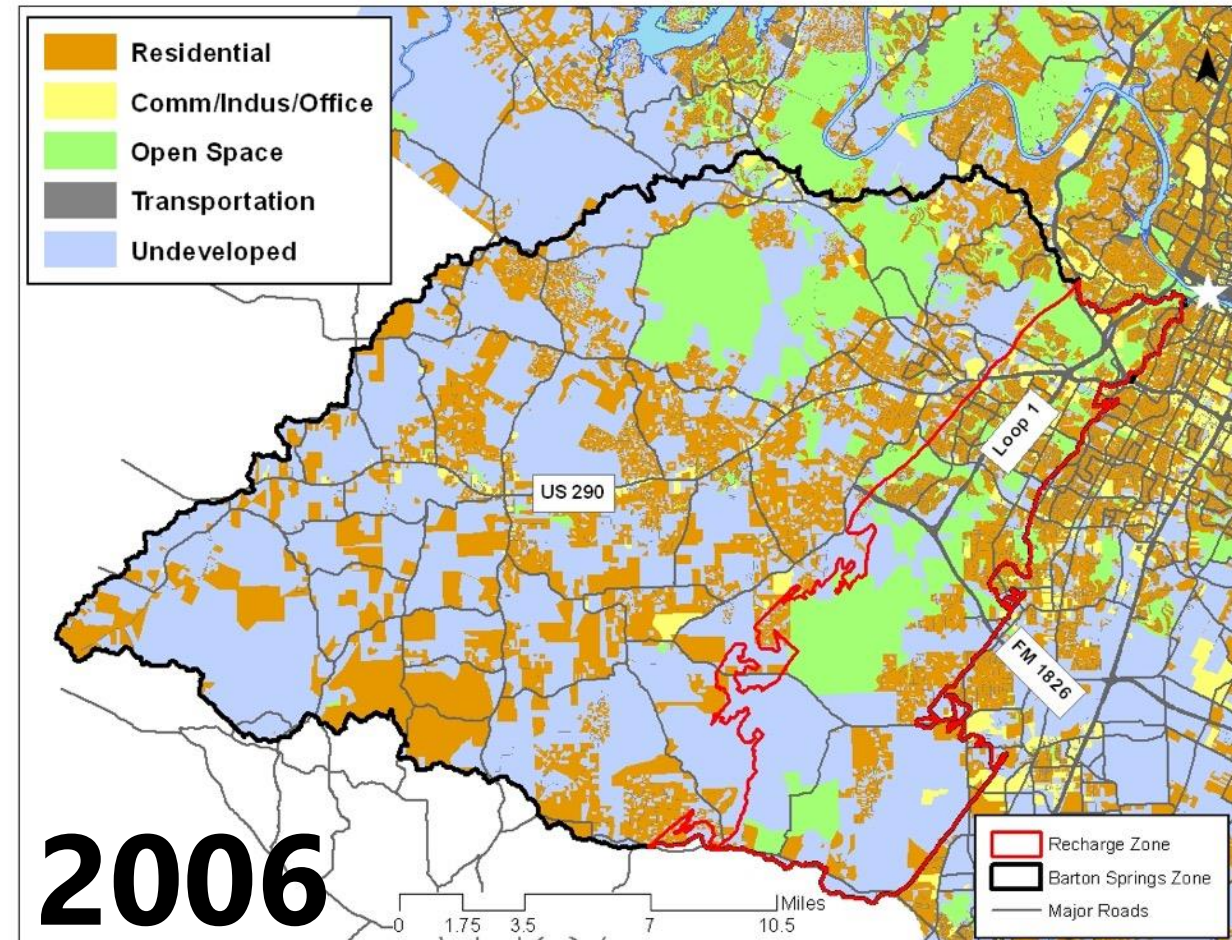 Residential
Comm/Indus/Office
Open Space
Transportation
Undeveloped
Loop 1
US 290
FM 1826
2006
Miles
0 1.75 3.5 7 10.5
Recharge Zone
Barton Springs Zone
Major Roads